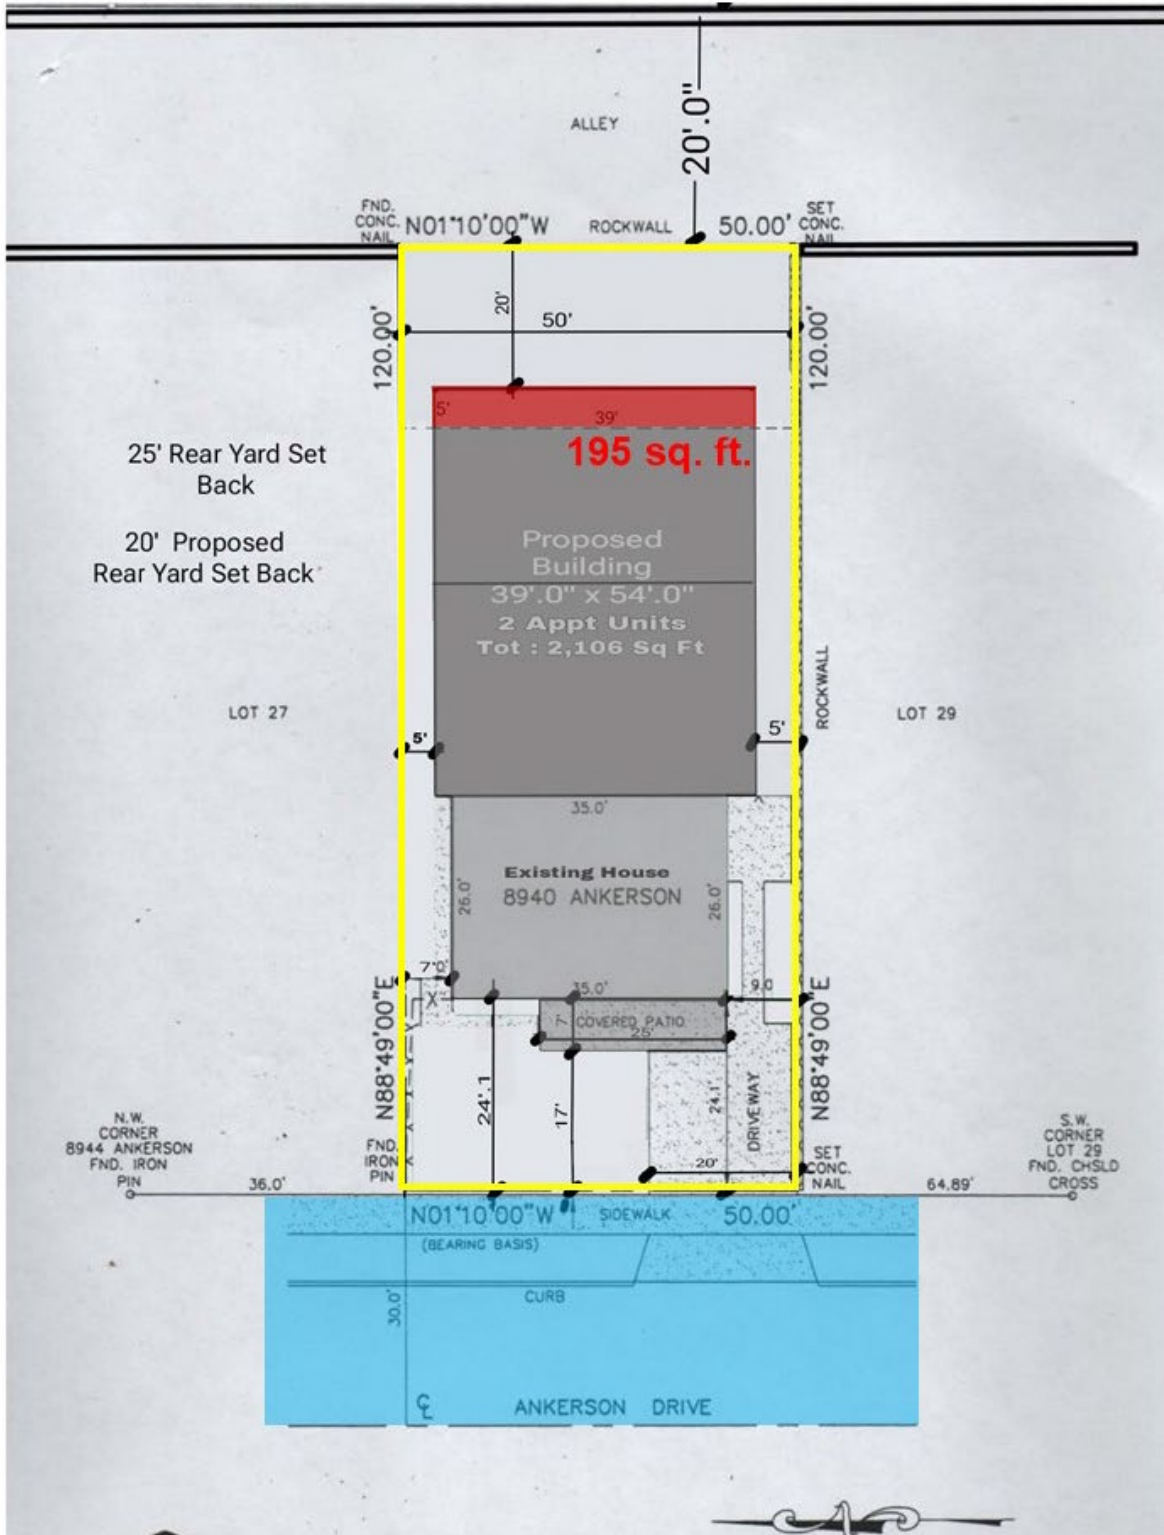 20'.0"
ALLEY
FND.
CONC.
NAIL
N01°10'00"W
ROCKWALL
50.00'
SET
CONC.
NAIL
20'
50'
120.00'
120.00'
5'
39'
195 sq. ft.
25' Rear Yard Set
Back
20' Proposed
Rear Yard Set Back
Proposed
Building
39'.0" x 54'.0"
2 Appt Units
Tot : 2,106 Sq Ft
LOT 27
ROCKWALL
LOT 29
5'
5'
35.0'
Existing House
8940 ANKERSON
26.0'
26.0'
7'0'
35.0'
9.0
X
7'
COVERED PATIO
25'
N88°49'00"E
N88°49'00"E
24'.1
17'
24.1'
DRIVEWAY
20'
N.W.
CORNER
8944 ANKERSON
FND. IRON
PIN
FND.
IRON
PIN
SET
CONC.
NAIL
S.W.
CORNER
LOT 29
FND. CHSLD
CROSS
36.0'
64.89'
N01°10'00"W
SIDEWALK
50.00'
(BEARING BASIS)
CURB
30.0'
℄
ANKERSON DRIVE